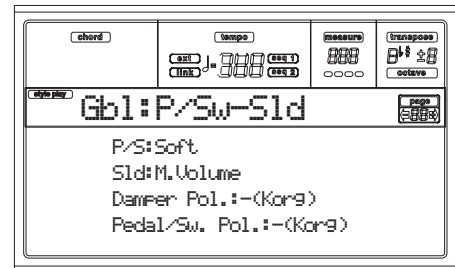 chord tempo measure transpose
ext seq 1
link seq 2
octave
style play
Gbl:P/Sw-Sld page
P/S:Soft
Sld:M.Volume
Damper Pol.:-(Korg)
Pedal/Sw. Pol.:-(Korg)